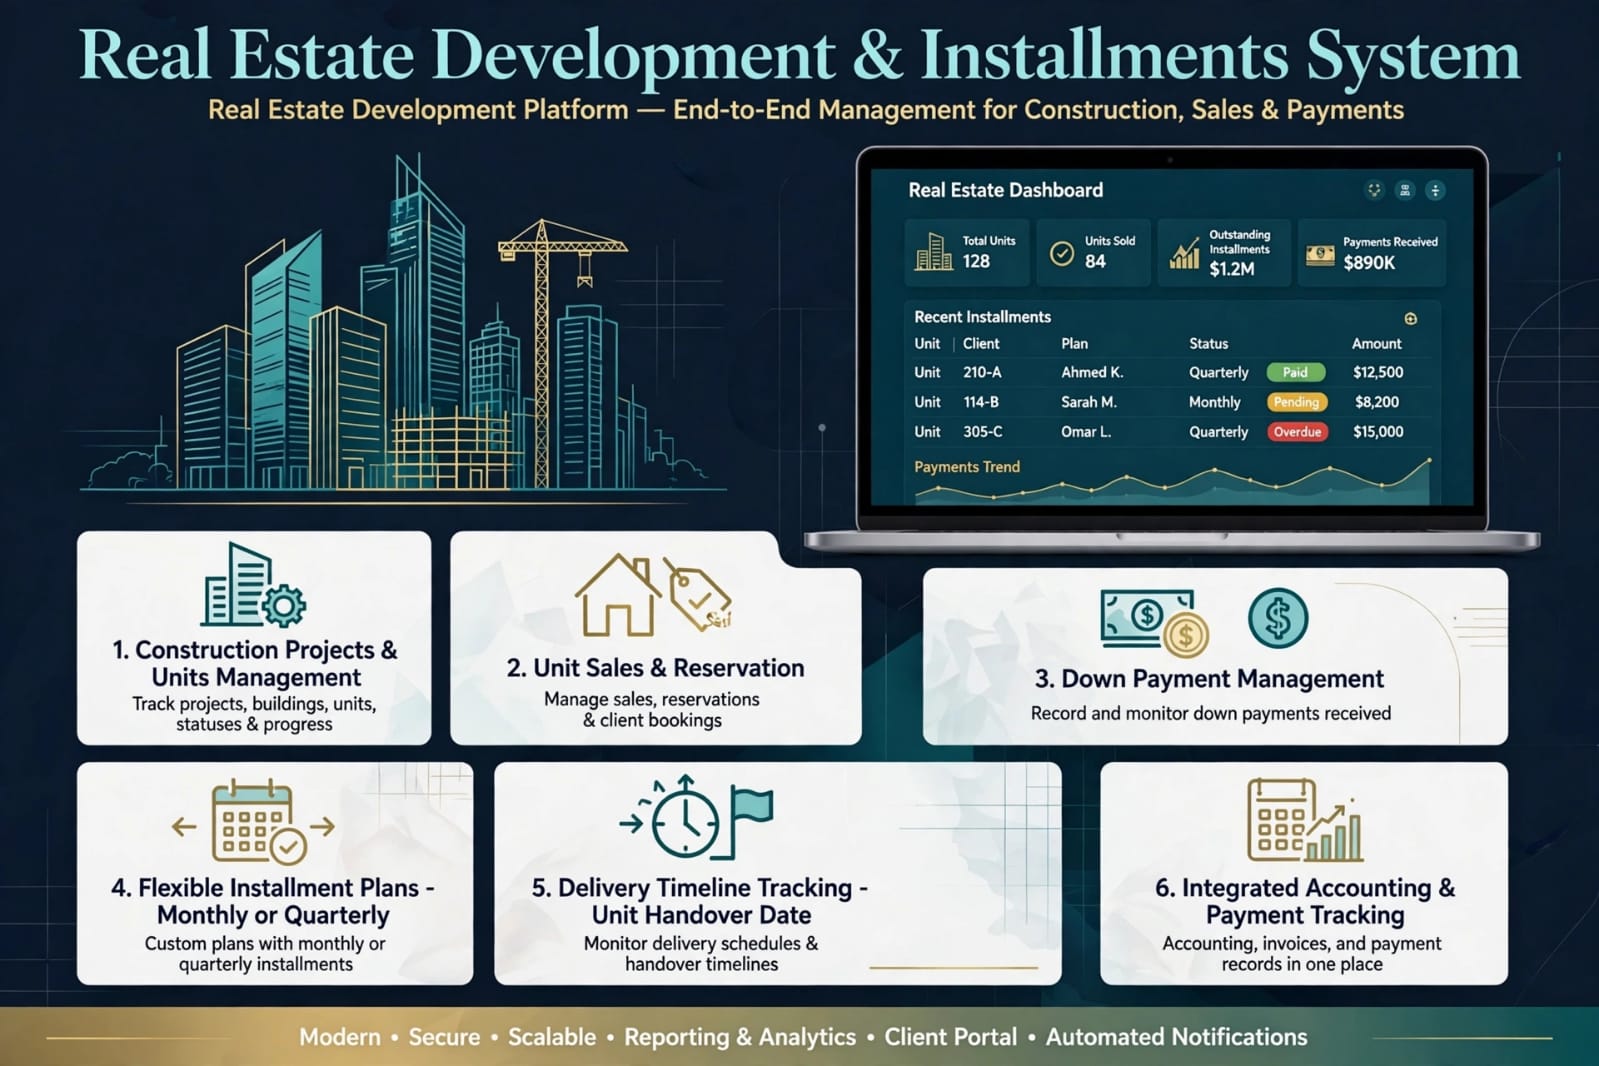 Real Estate Development & Installments System
Real Estate Development Platform — End-to-End Management for Construction, Sales & Payments
Real Estate Dashboard
Total Units
128
Units Sold
84
Outstanding
Installments
$1.2M
Payments Received
$890K
Recent Installments
Unit | Client Plan Status Amount
Unit 210-A Ahmed K. Quarterly Paid $12,500
Unit 114-B Sarah M. Monthly Pending $8,200
Unit 305-C Omar L. Quarterly Overdue $15,000
Payments Trend
1. Construction Projects &
Units Management
Track projects, buildings, units,
statuses & progress
2. Unit Sales & Reservation
Manage sales, reservations
& client bookings
3. Down Payment Management
Record and monitor down payments received
4. Flexible Installment Plans -
Monthly or Quarterly
Custom plans with monthly or
quarterly installments
5. Delivery Timeline Tracking -
Unit Handover Date
Monitor delivery schedules &
handover timelines
6. Integrated Accounting &
Payment Tracking
Accounting, invoices, and payment
records in one place
Modern • Secure • Scalable • Reporting & Analytics • Client Portal • Automated Notifications